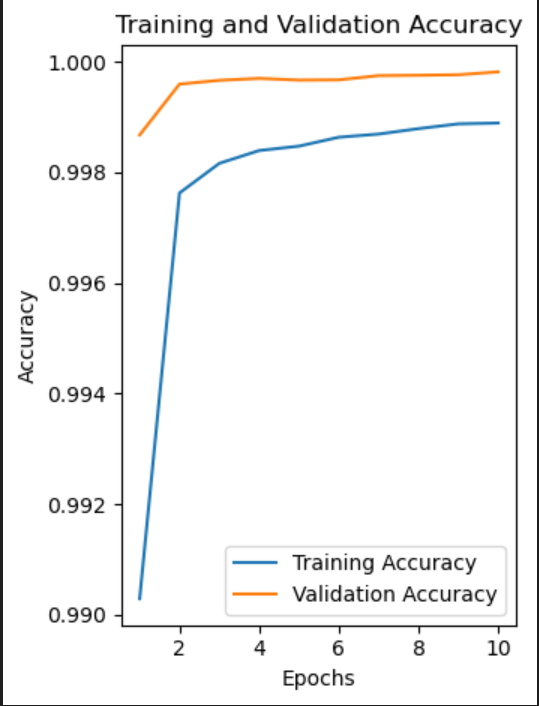 Training and Validation Accuracy
1.000
0.998
0.996
0.994
0.992
0.990
Accuracy
Training Accuracy
Validation Accuracy
2 4 6 8 10
Epochs